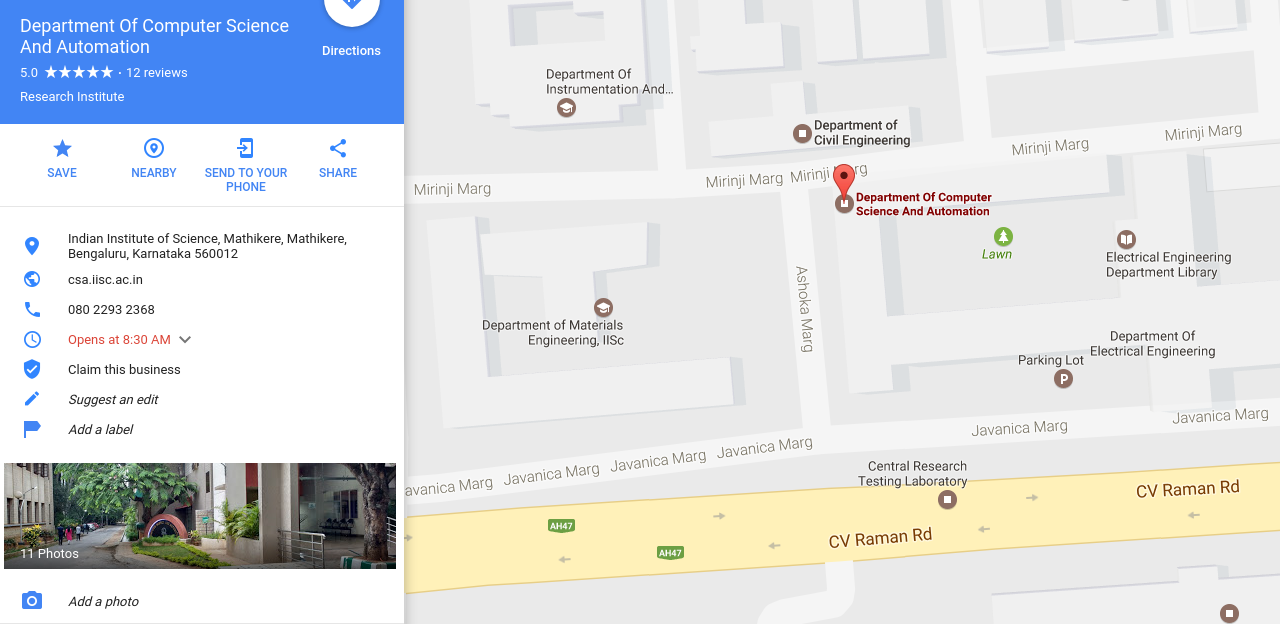 Department Of Computer Science
And Automation
Directions
5.0 ★★★★★ · 12 reviews
Research Institute
SAVE
NEARBY
SEND TO YOUR
PHONE
SHARE
Indian Institute of Science, Mathikere, Mathikere,
Bengaluru, Karnataka 560012
csa.iisc.ac.in
080 2293 2368
Opens at 8:30 AM
Claim this business
Suggest an edit
Add a label
11 Photos
Add a photo
Department Of
Instrumentation And...
Department of
Civil Engineering
Mirinji Marg
Mirinji Marg
Mirinji Marg
Mirinji Marg
Mirinji Marg
Department Of Computer
Science And Automation
Lawn
Electrical Engineering
Department Library
Ashoka Marg
Department of Materials
Engineering, IISc
Department Of
Electrical Engineering
Parking Lot
P
Javanica Marg
Javanica Marg
Javanica Marg
Javanica Marg
Javanica Marg
avanica Marg
Central Research
Testing Laboratory
CV Raman Rd
CV Raman Rd
AH47
AH47